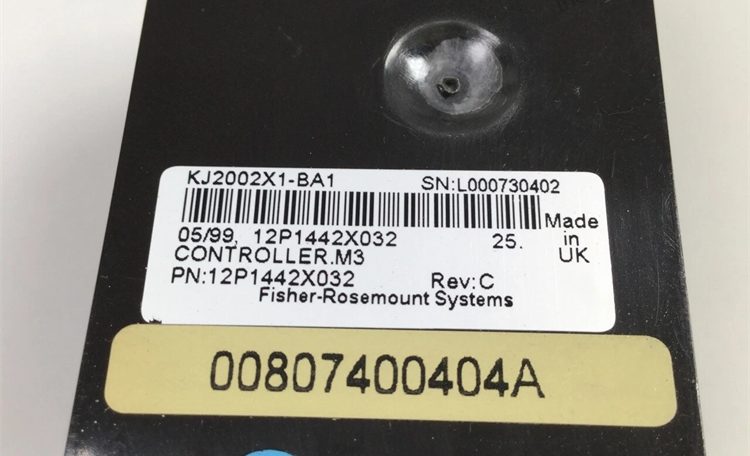 KJ2002X1-BA1 SN:L000730402
05/99, 12P1442X032 25. Made in UK
CONTROLLER.M3
PN:12P1442X032 Rev:C
Fisher-Rosemount Systems
00807400404A